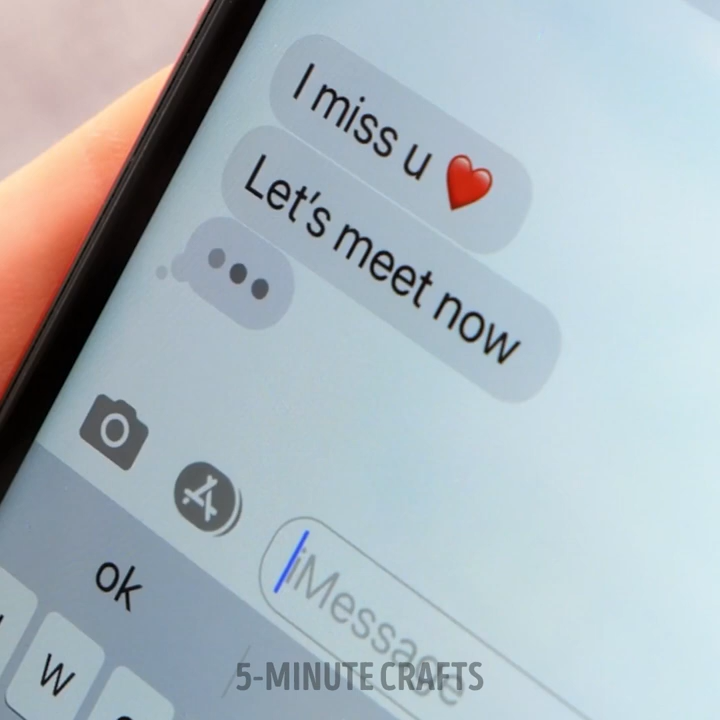 I miss u ❤️
Let's meet now
iMessage
ok
W
5-MINUTE CRAFTS